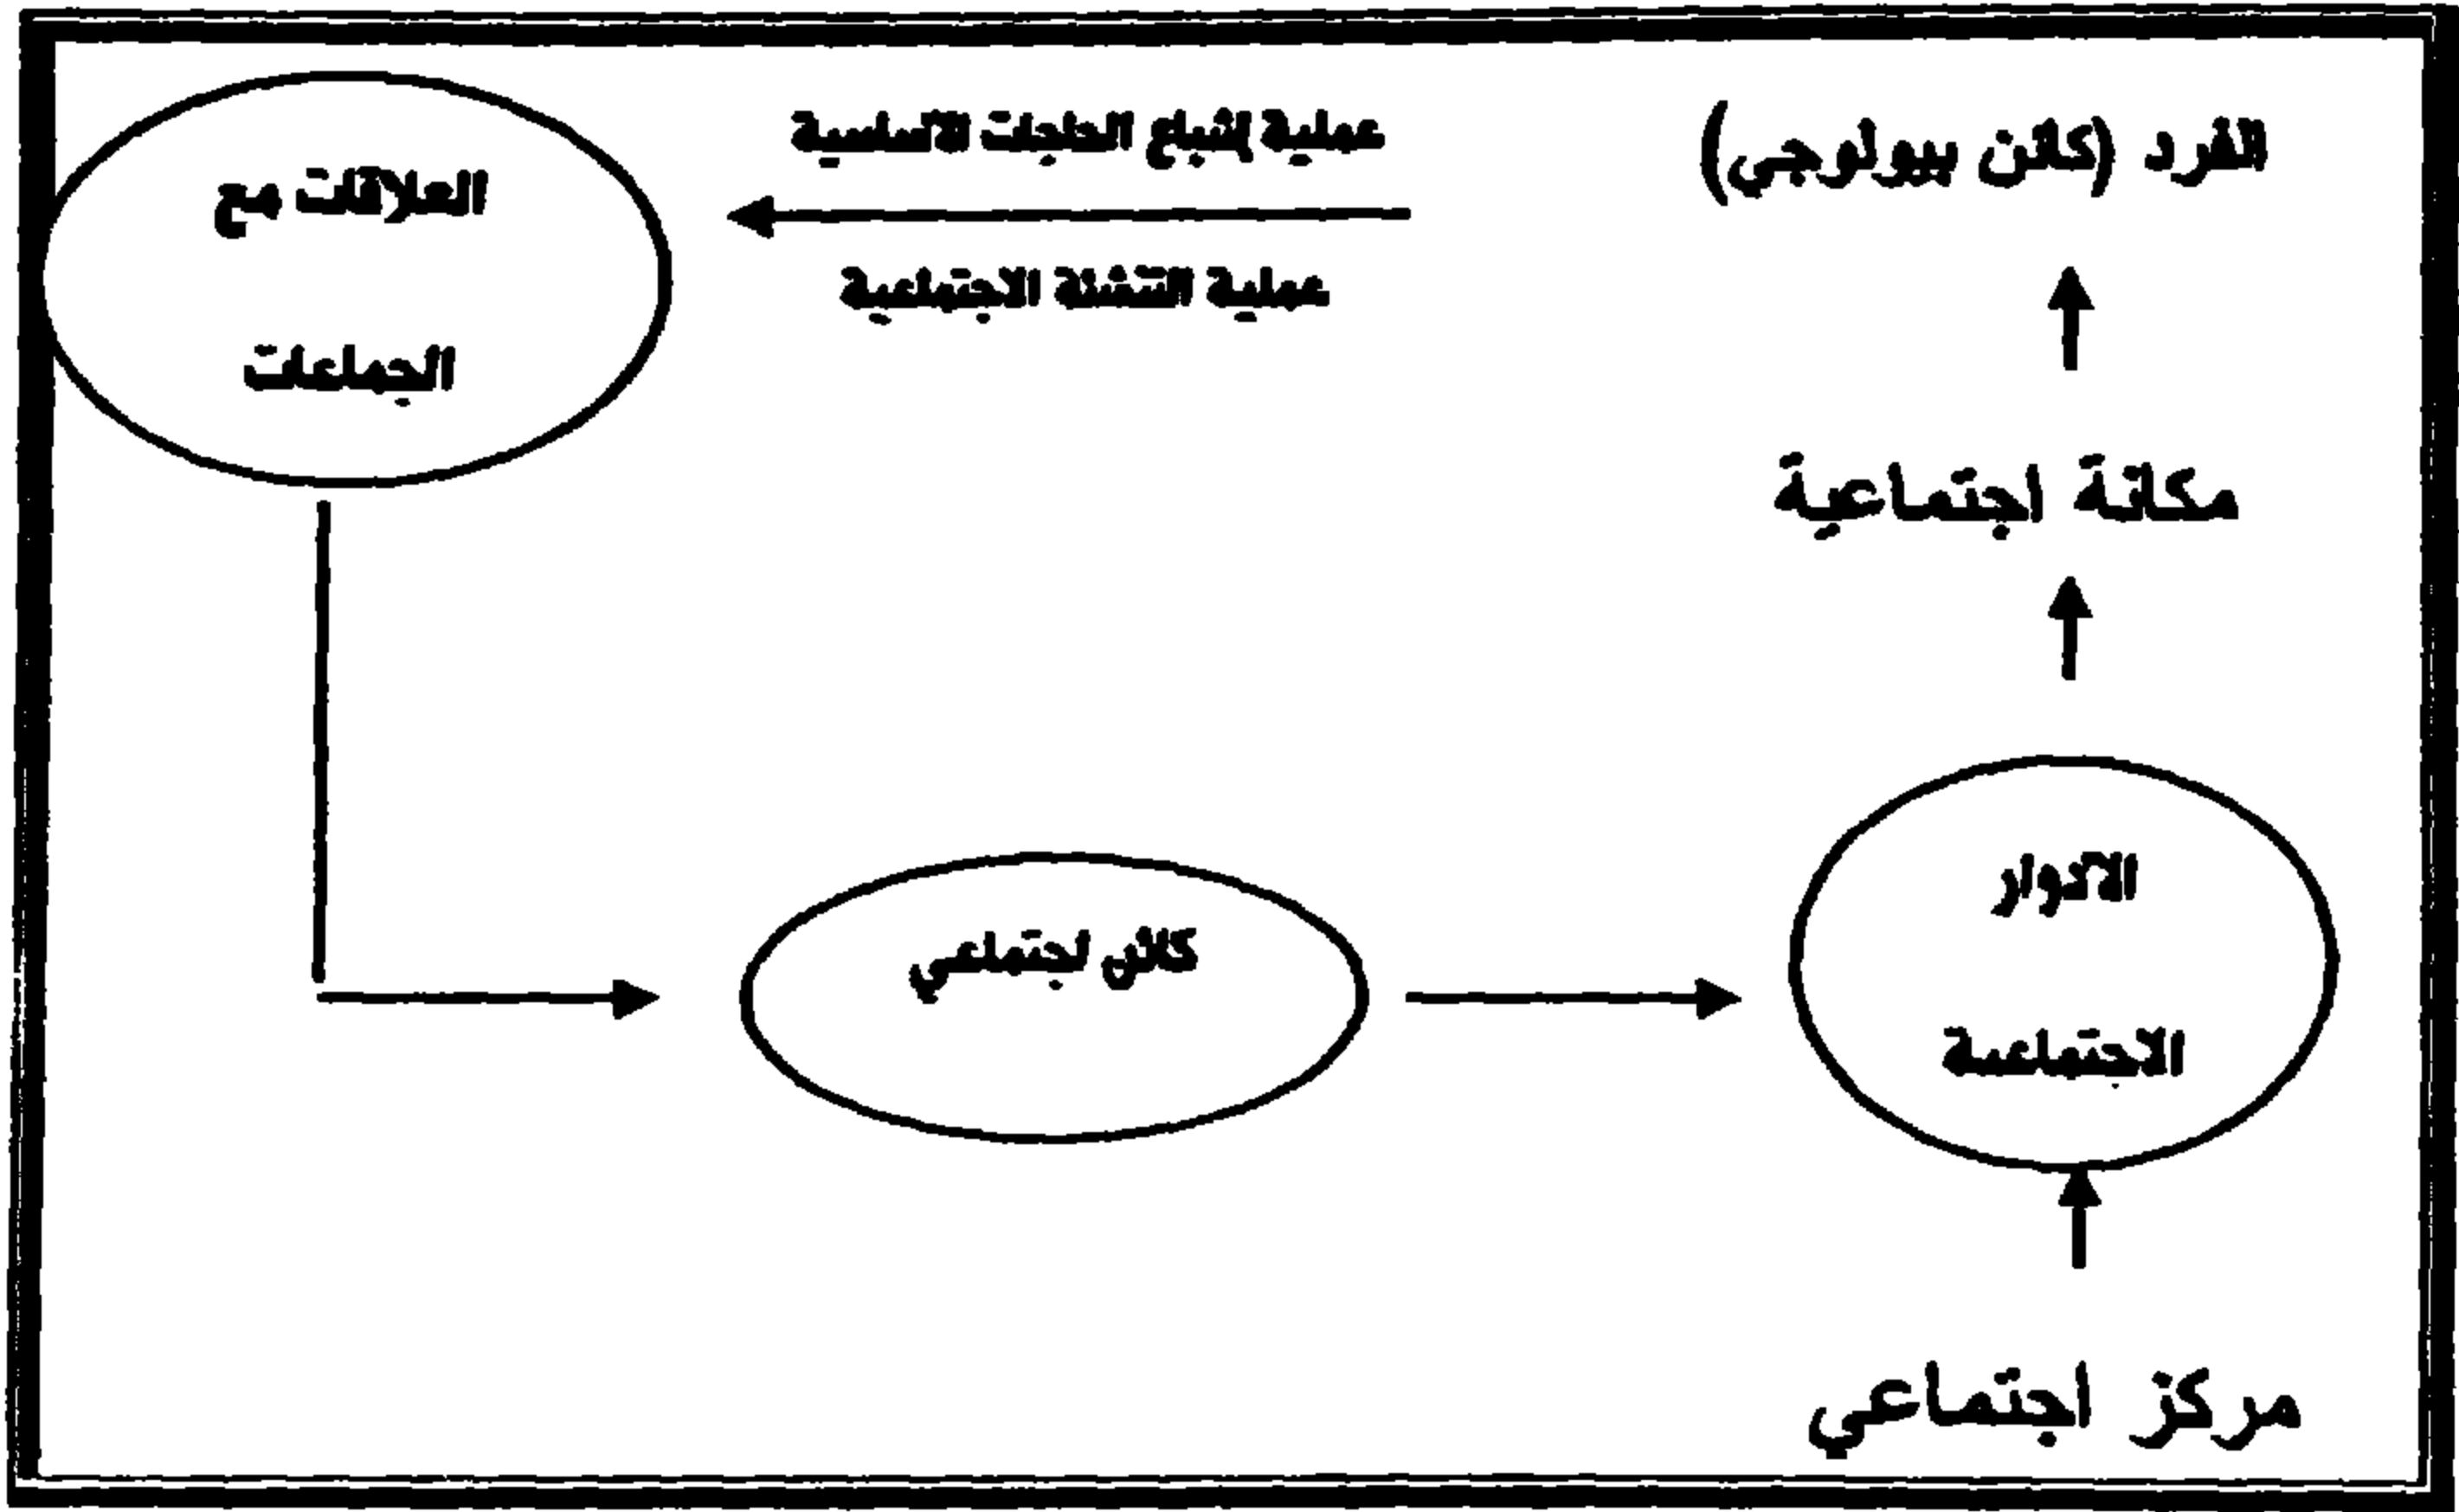 الفرد (كائن بيولوجي)
عملية إشباع الحاجات الأساسية
عملية التنشئة الاجتماعية
العلاقات مع
الجماعات
مكانة اجتماعية
الأدوار
الاجتماعية
كائن اجتماعي
مركز اجتماعي